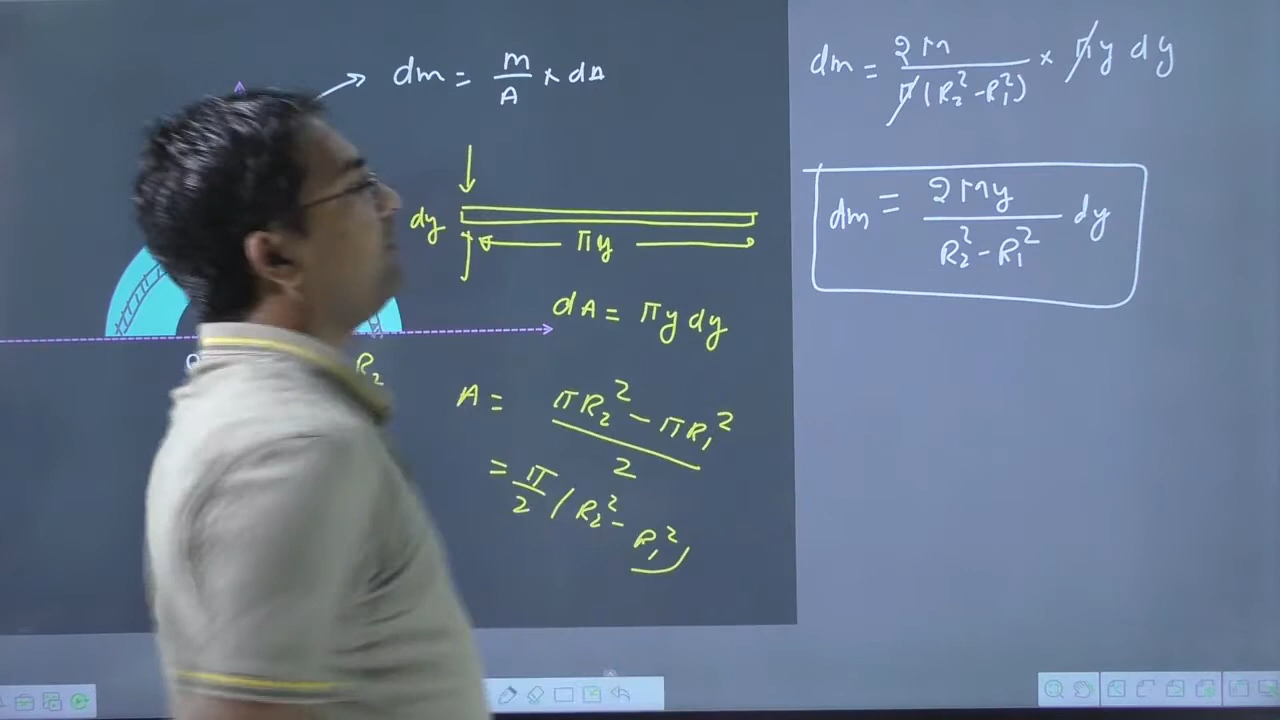 dm = m/A × dA
dy
πy
dA = πy dy
R₂
A = (πR₂² − πR₁²)/2
= π/2 (R₂² − R₁²)
dm = 2m/(π(R₂² − R₁²)) × πy dy
dm = 2my/(R₂² − R₁²) dy